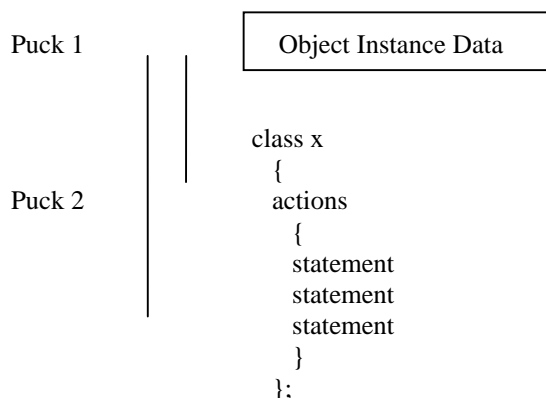 Puck 1 Object Instance Data
class x
{
Puck 2 actions
{
statement
statement
statement
}
};